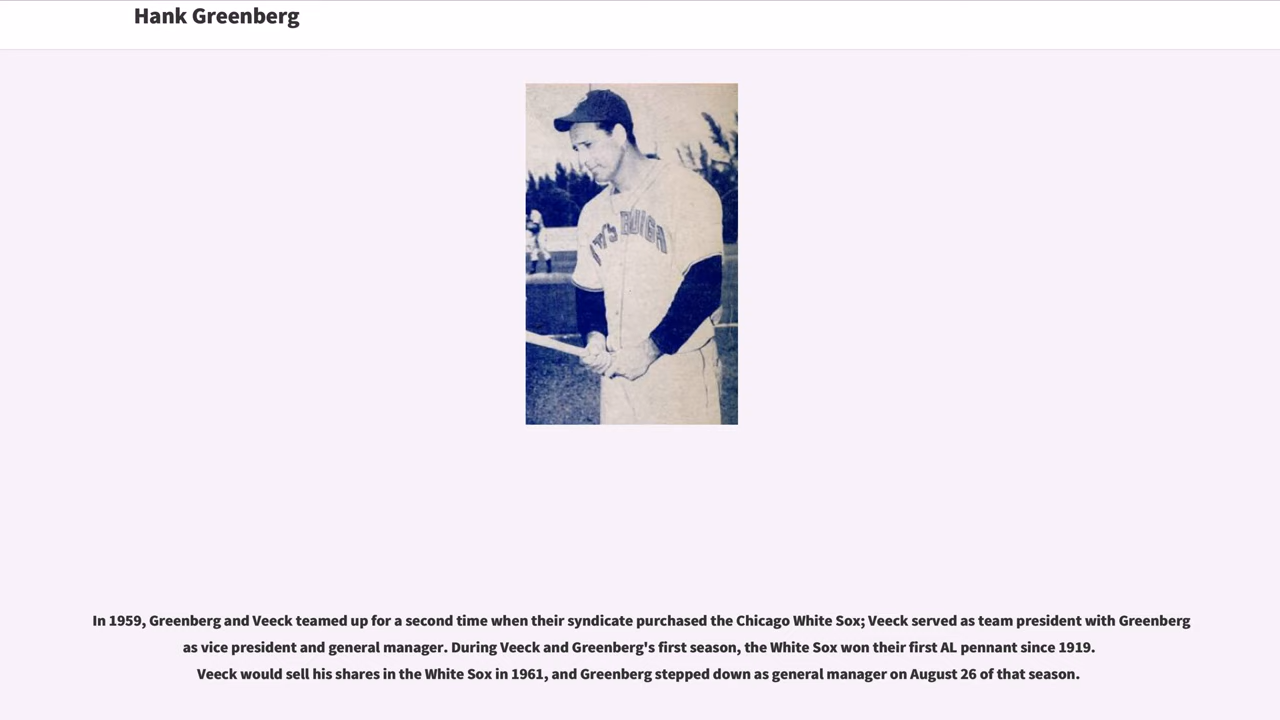 Hank Greenberg
PITTSBURGH
In 1959, Greenberg and Veeck teamed up for a second time when their syndicate purchased the Chicago White Sox; Veeck served as team president with Greenberg
as vice president and general manager. During Veeck and Greenberg's first season, the White Sox won their first AL pennant since 1919.
Veeck would sell his shares in the White Sox in 1961, and Greenberg stepped down as general manager on August 26 of that season.